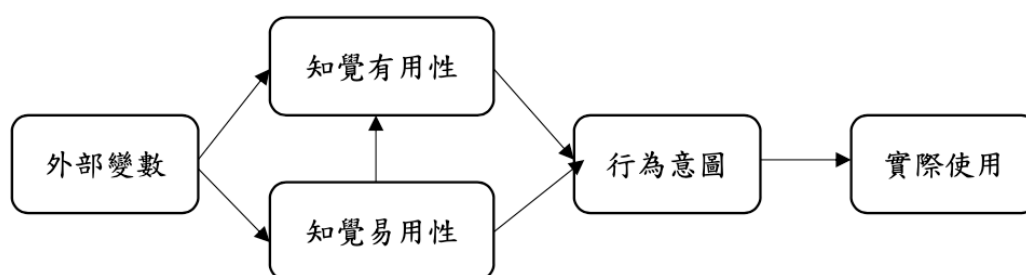 知覺有用性
外部變數
行為意圖
實際使用
知覺易用性